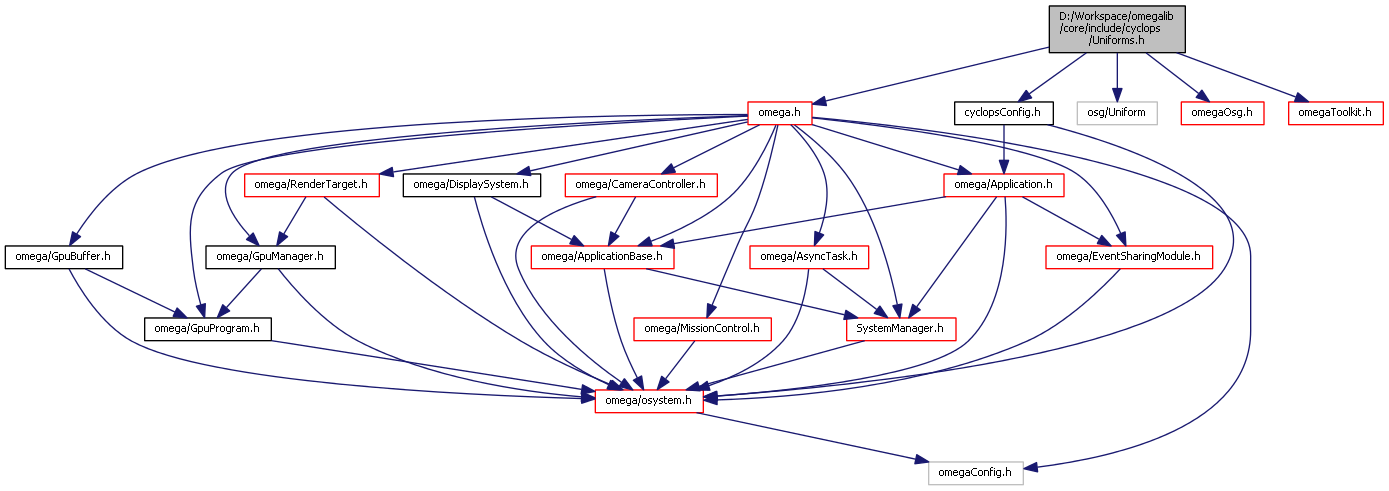 D:/Workspace/omegalib
/core/include/cyclops
/Uniforms.h
omega.h
cyclopsConfig.h
osg/Uniform
omegaOsg.h
omegaToolkit.h
omega/RenderTarget.h
omega/DisplaySystem.h
omega/CameraController.h
omega/Application.h
omega/GpuBuffer.h
omega/GpuManager.h
omega/ApplicationBase.h
omega/AsyncTask.h
omega/EventSharingModule.h
omega/GpuProgram.h
omega/MissionControl.h
SystemManager.h
omega/osystem.h
omegaConfig.h